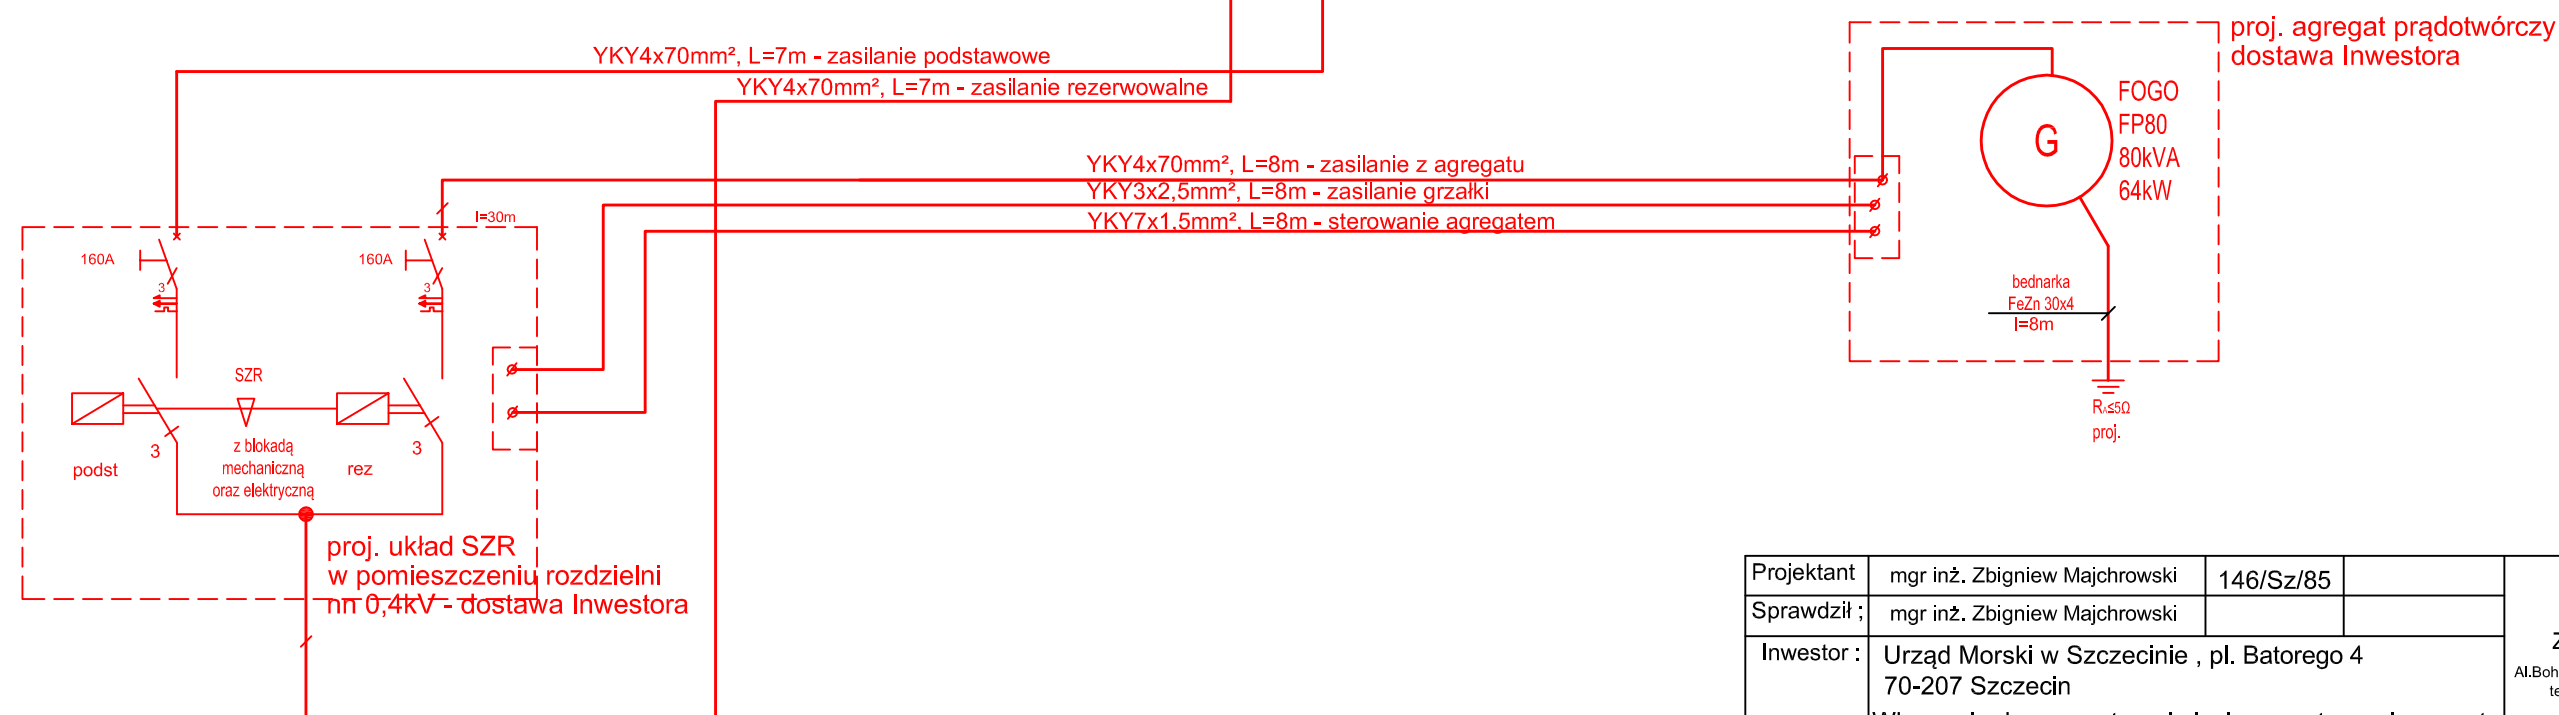 YKY4x70mm², L=7m - zasilanie podstawowe
YKY4x70mm², L=7m - zasilanie rezerwowalne
proj. agregat prądotwórczy
dostawa Inwestora
FOGO
FP80
80kVA
64kW
G
YKY4x70mm², L=8m - zasilanie z agregatu
YKY3x2,5mm², L=8m - zasilanie grzałki
YKY7x1,5mm², L=8m - sterowanie agregatem
l=30m
160A
160A
3
3
bednarka
FeZn 30x4
l=8m
RA≤5Ω
proj.
SZR
z blokadą
mechaniczną
oraz elektryczną
3
3
podst
rez
proj. układ SZR
w pomieszczeniu rozdzielni
nn 0,4kV - dostawa Inwestora
Projektant mgr inż. Zbigniew Majchrowski 146/Sz/85
Sprawdził ; mgr inż. Zbigniew Majchrowski
Inwestor : Urząd Morski w Szczecinie , pl. Batorego 4
70-207 Szczecin